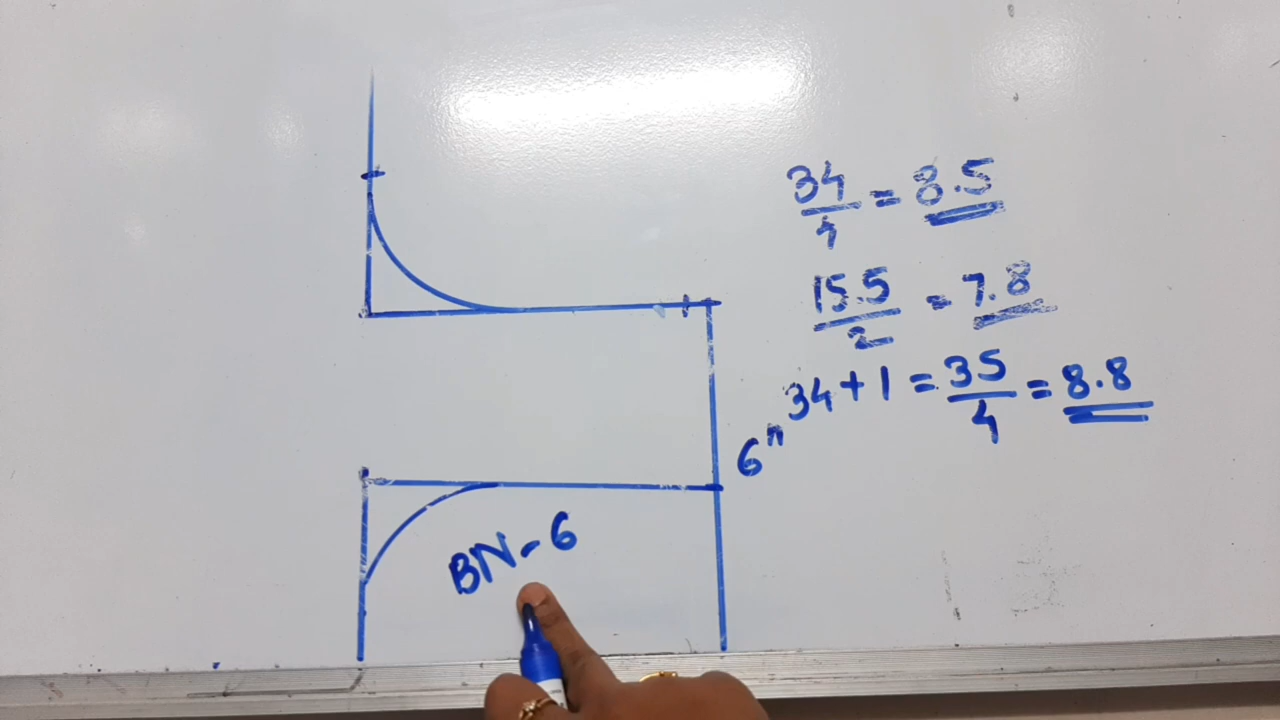 34/4 = 8.5
15.5/2 = 7.8
34+1 = 35/4 = 8.8
6"
BN-6